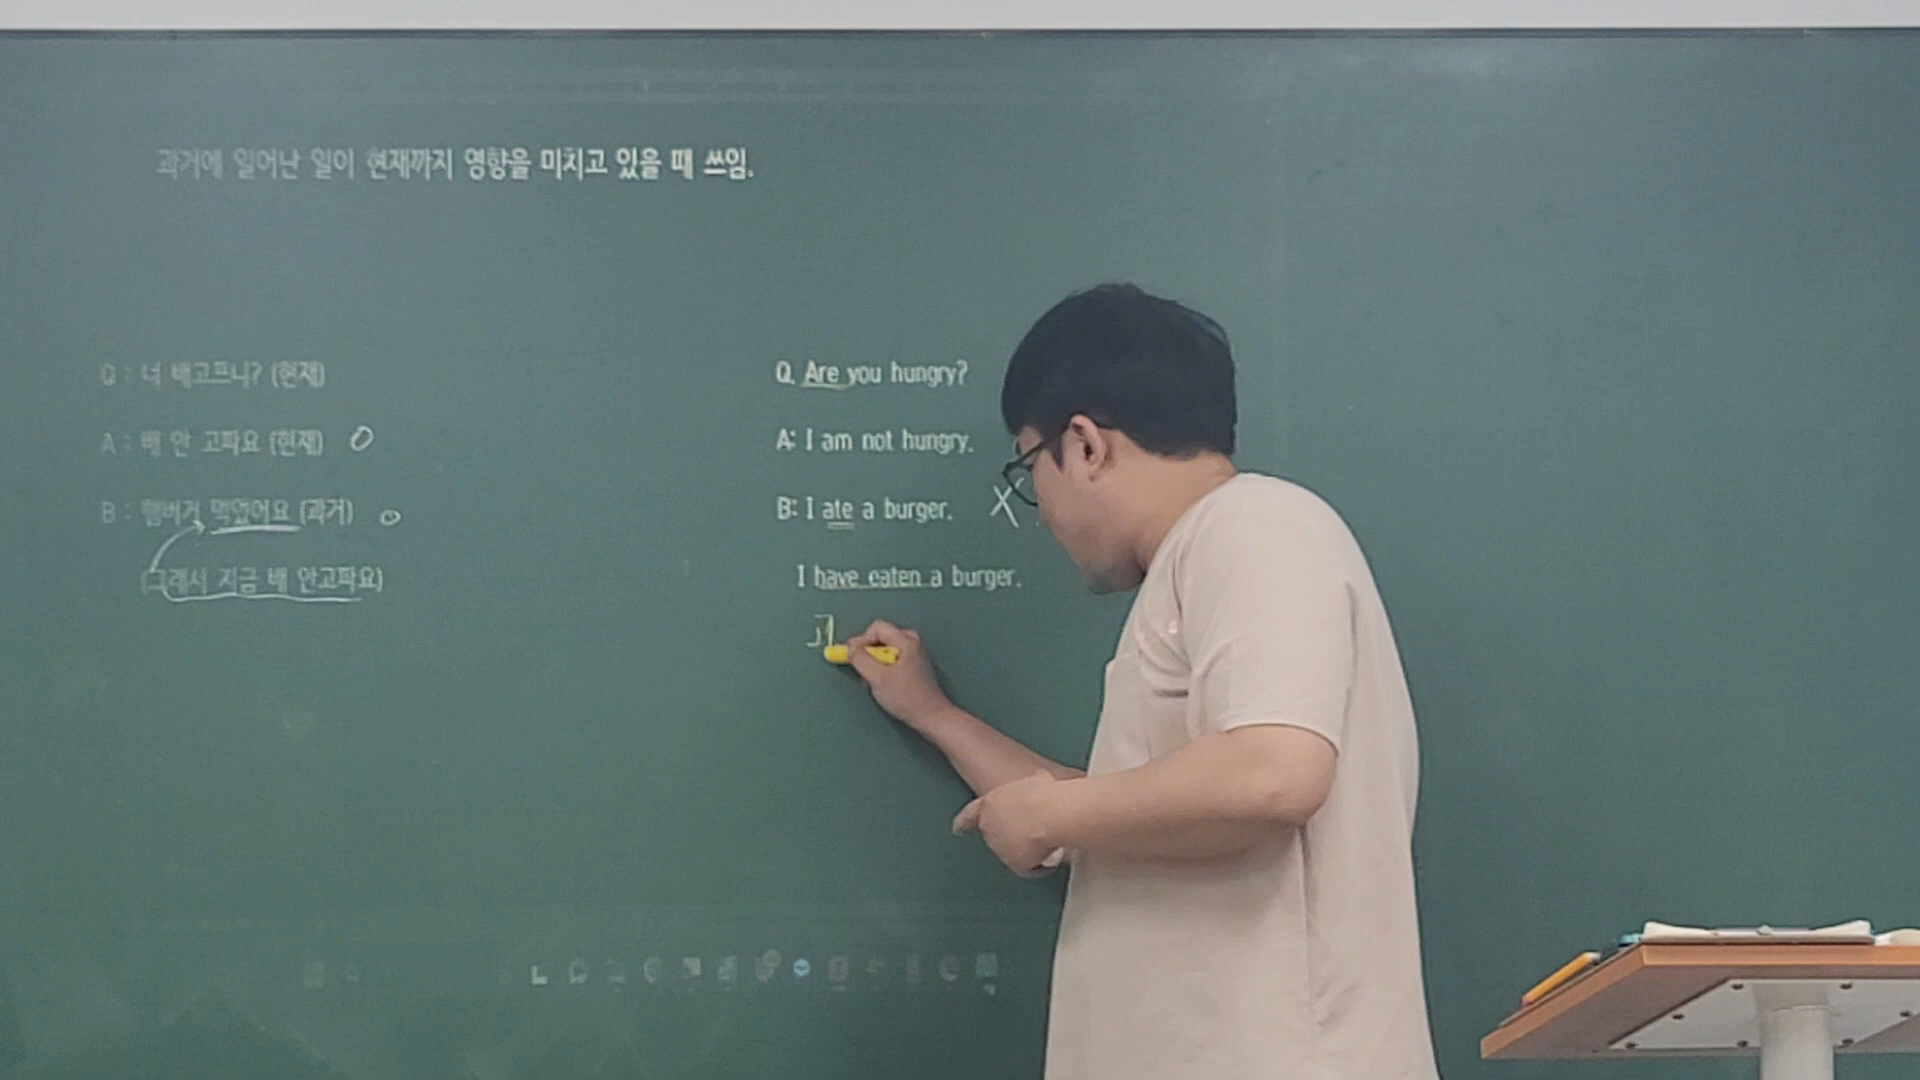 과거에 일어난 일이 현재까지 영향을 미치고 있을 때 쓰임.
Q : 너 배고프니? (현재)
A : 배 안 고파요 (현재) O
B : 햄버거 먹었어요 (과거) O
(그래서 지금 배 안고파요)
Q. Are you hungry?
A: I am not hungry.
B: I ate a burger. X
I have eaten a burger.
과